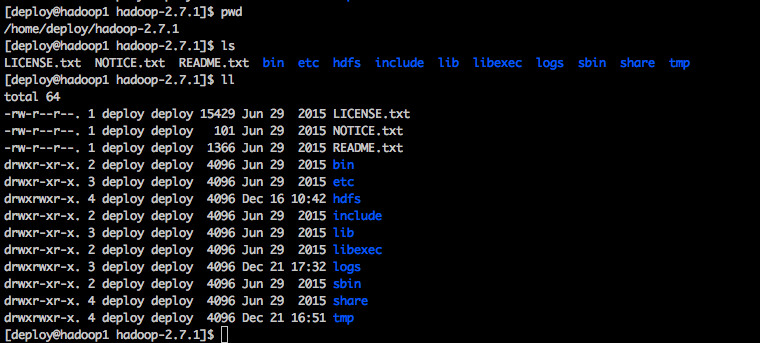 [deploy@hadoop1 hadoop-2.7.1]$ pwd
/home/deploy/hadoop-2.7.1
[deploy@hadoop1 hadoop-2.7.1]$ ls
LICENSE.txt  NOTICE.txt  README.txt  bin  etc  hdfs  include  lib  libexec  logs  sbin  share  tmp
[deploy@hadoop1 hadoop-2.7.1]$ ll
total 64
-rw-r--r--. 1 deploy deploy 15429 Jun 29  2015 LICENSE.txt
-rw-r--r--. 1 deploy deploy   101 Jun 29  2015 NOTICE.txt
-rw-r--r--. 1 deploy deploy  1366 Jun 29  2015 README.txt
drwxr-xr-x. 2 deploy deploy  4096 Jun 29  2015 bin
drwxr-xr-x. 3 deploy deploy  4096 Jun 29  2015 etc
drwxrwxr-x. 4 deploy deploy  4096 Dec 16 10:42 hdfs
drwxr-xr-x. 2 deploy deploy  4096 Jun 29  2015 include
drwxr-xr-x. 3 deploy deploy  4096 Jun 29  2015 lib
drwxr-xr-x. 2 deploy deploy  4096 Jun 29  2015 libexec
drwxr-xr-x. 3 deploy deploy  4096 Dec 21 17:32 logs
drwxr-xr-x. 2 deploy deploy  4096 Jun 29  2015 sbin
drwxr-xr-x. 4 deploy deploy  4096 Jun 29  2015 share
drwxrwxr-x. 4 deploy deploy  4096 Dec 21 16:51 tmp
[deploy@hadoop1 hadoop-2.7.1]$